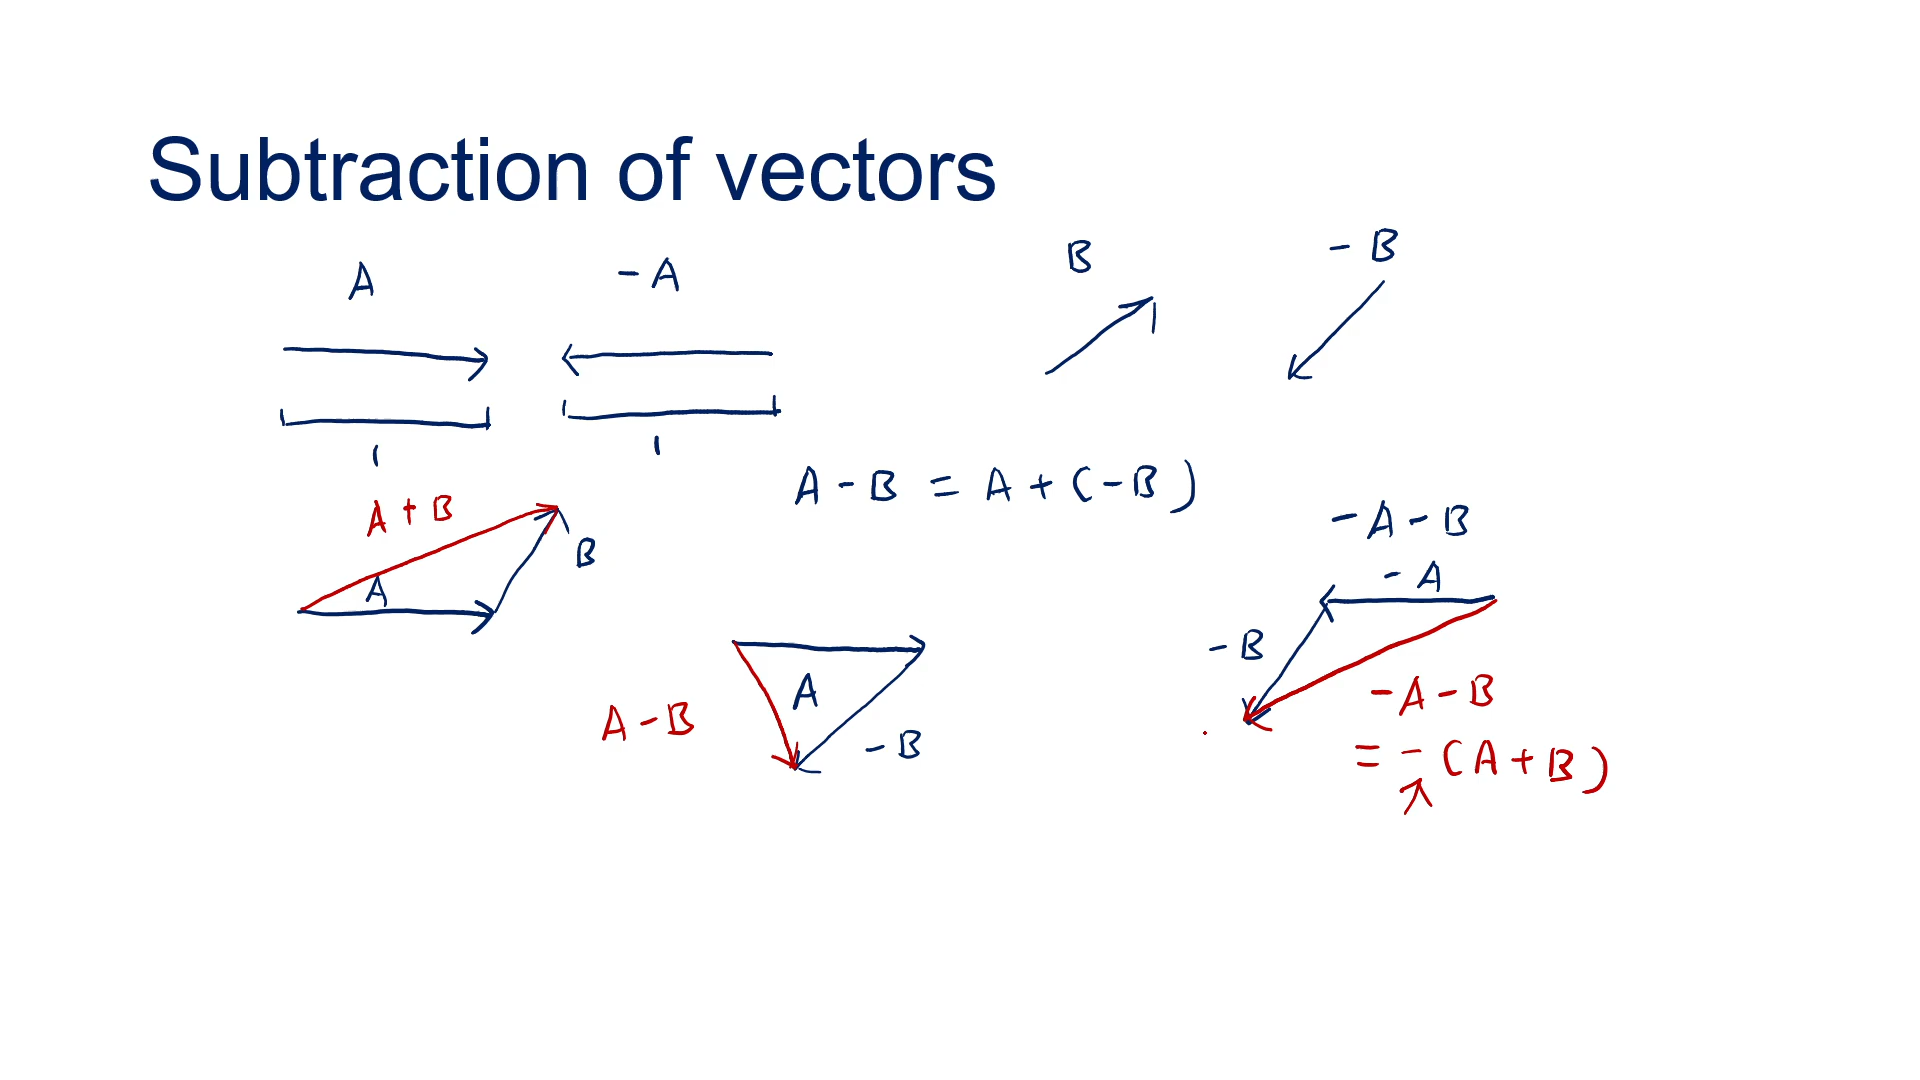 Subtraction of vectors
A
- A
B
- B
1
1
A - B = A + (-B)
A + B
A
B
- A - B
- A
- B
- A - B
= - (A + B)
A
A - B
- B